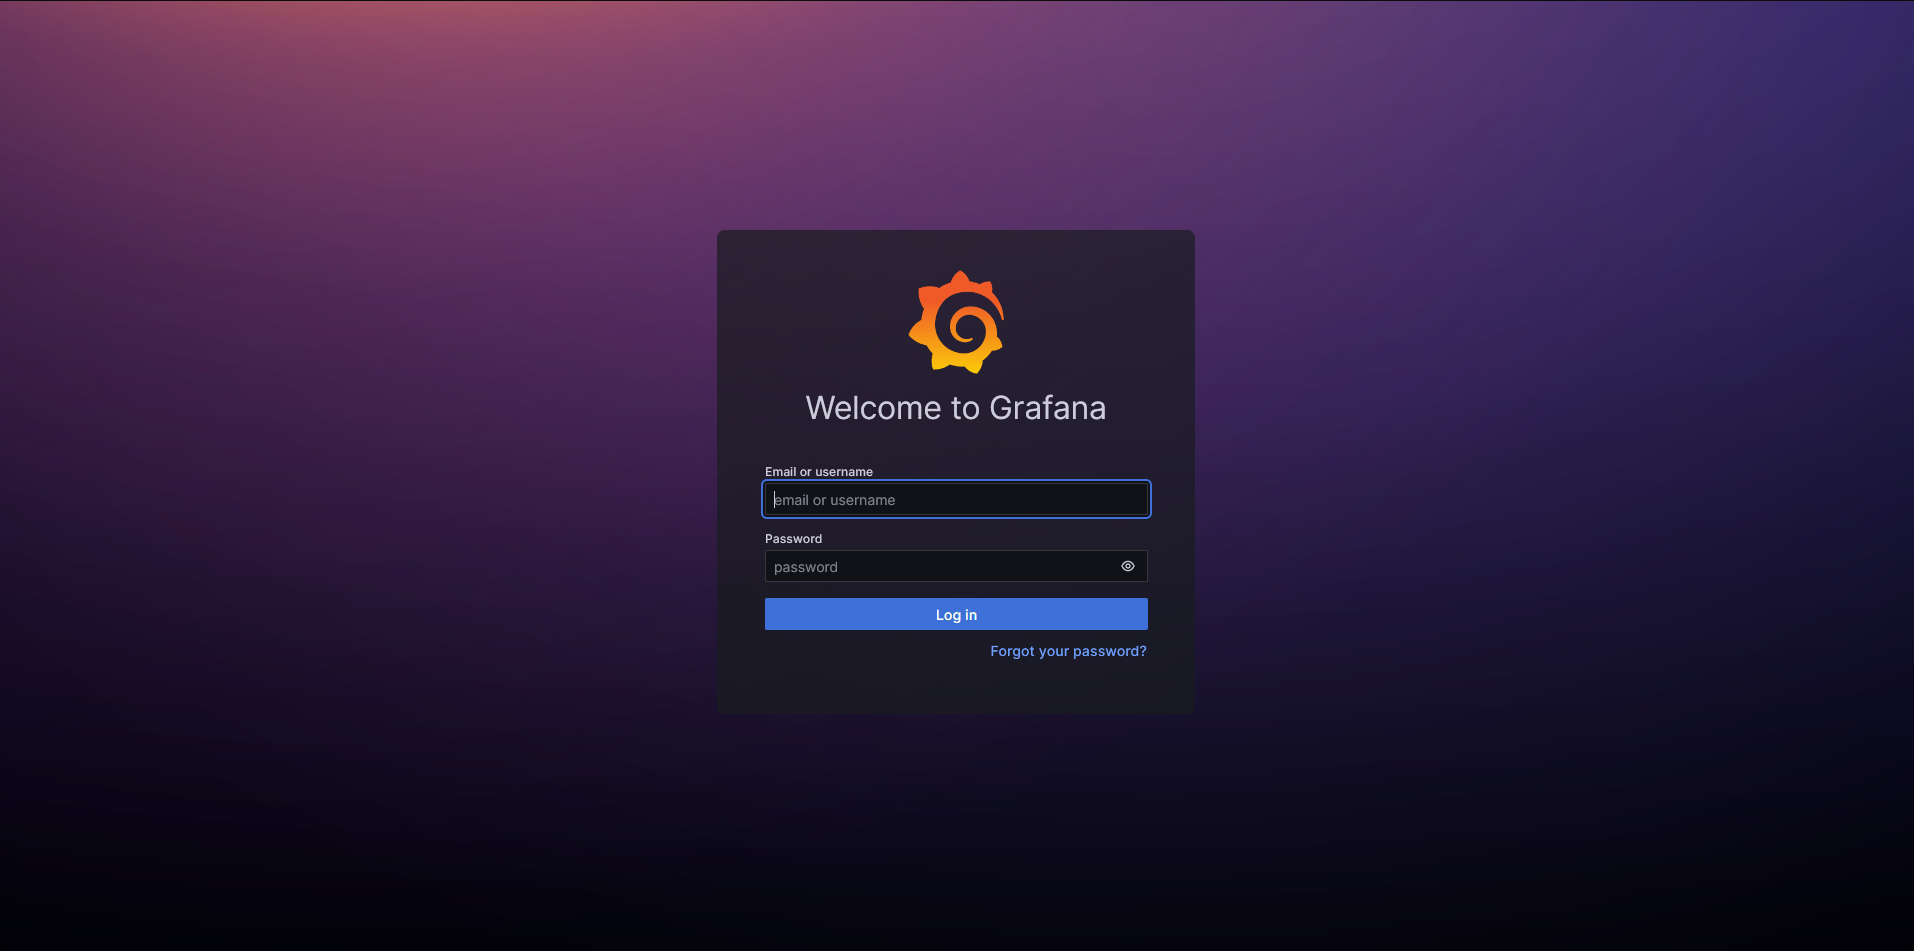 Welcome to Grafana
Email or username
email or username
Password
password
Log in
Forgot your password?